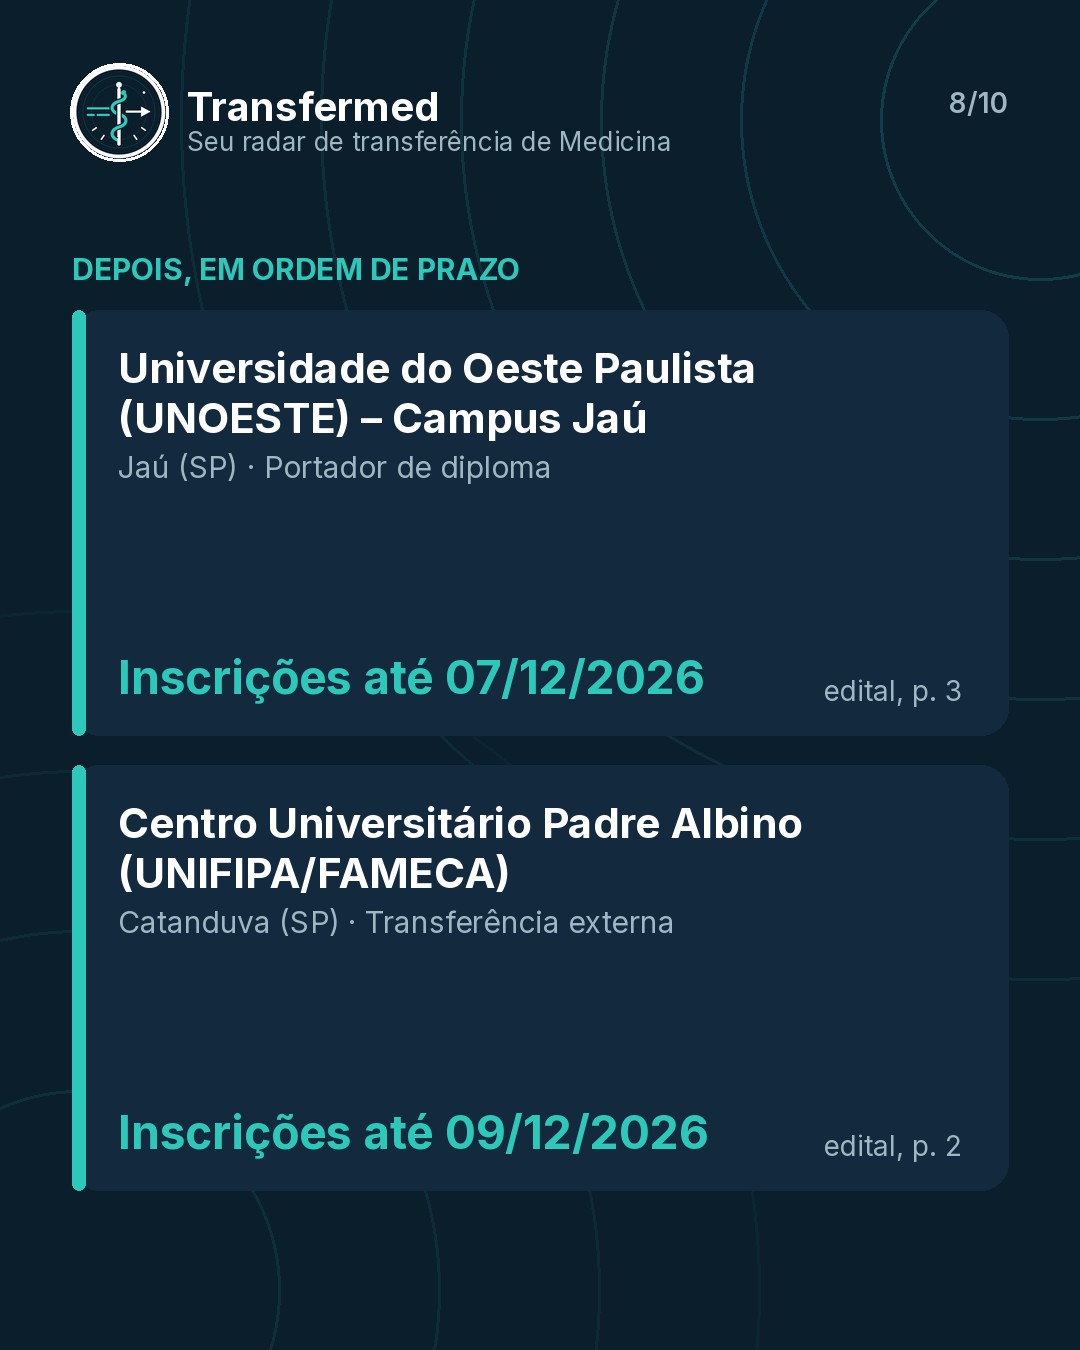 Transfermed
Seu radar de transferência de Medicina
8/10
DEPOIS, EM ORDEM DE PRAZO
Universidade do Oeste Paulista
(UNOESTE) – Campus Jaú
Jaú (SP) · Portador de diploma
Inscrições até 07/12/2026
edital, p. 3
Centro Universitário Padre Albino
(UNIFIPA/FAMECA)
Catanduva (SP) · Transferência externa
Inscrições até 09/12/2026
edital, p. 2